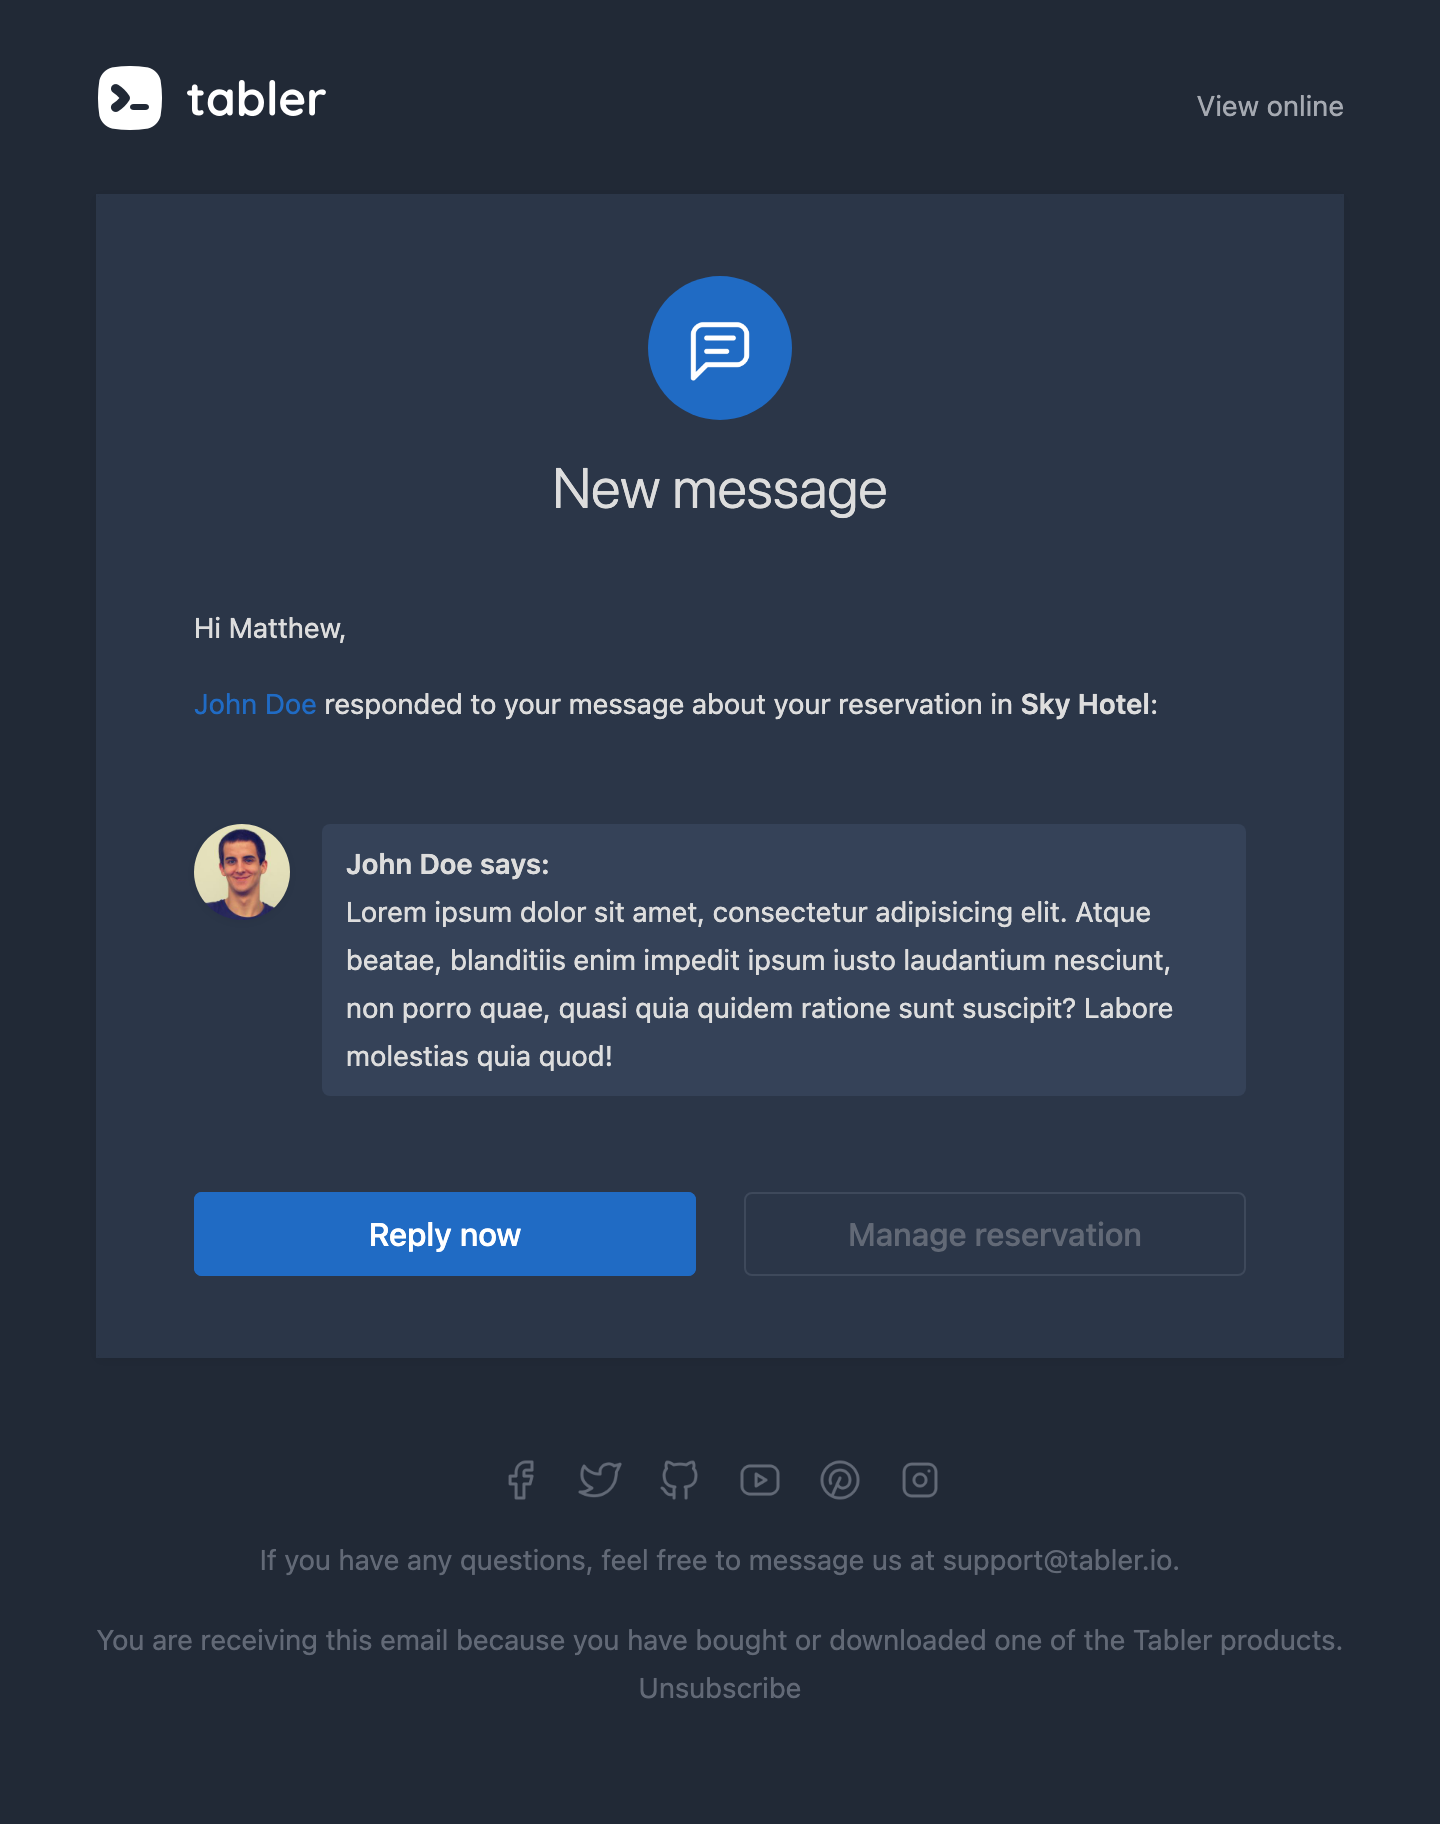 tabler
View online
New message
Hi Matthew,
John Doe responded to your message about your reservation in Sky Hotel:
John Doe says:
Lorem ipsum dolor sit amet, consectetur adipisicing elit. Atque
beatae, blanditiis enim impedit ipsum iusto laudantium nesciunt,
non porro quae, quasi quia quidem ratione sunt suscipit? Labore
molestias quia quod!
Reply now
Manage reservation
If you have any questions, feel free to message us at support@tabler.io.
You are receiving this email because you have bought or downloaded one of the Tabler products.
Unsubscribe